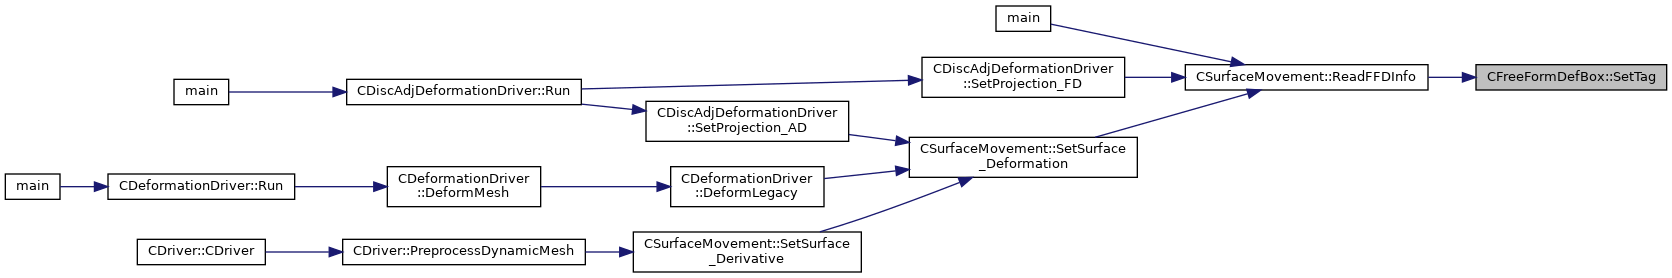 main
CDiscAdjDeformationDriver
::SetProjection_FD
CSurfaceMovement::ReadFFDInfo
CFreeFormDefBox::SetTag
main
CDiscAdjDeformationDriver::Run
CDiscAdjDeformationDriver
::SetProjection_AD
CSurfaceMovement::SetSurface
_Deformation
main
CDeformationDriver::Run
CDeformationDriver
::DeformMesh
CDeformationDriver
::DeformLegacy
CDriver::CDriver
CDriver::PreprocessDynamicMesh
CSurfaceMovement::SetSurface
_Derivative